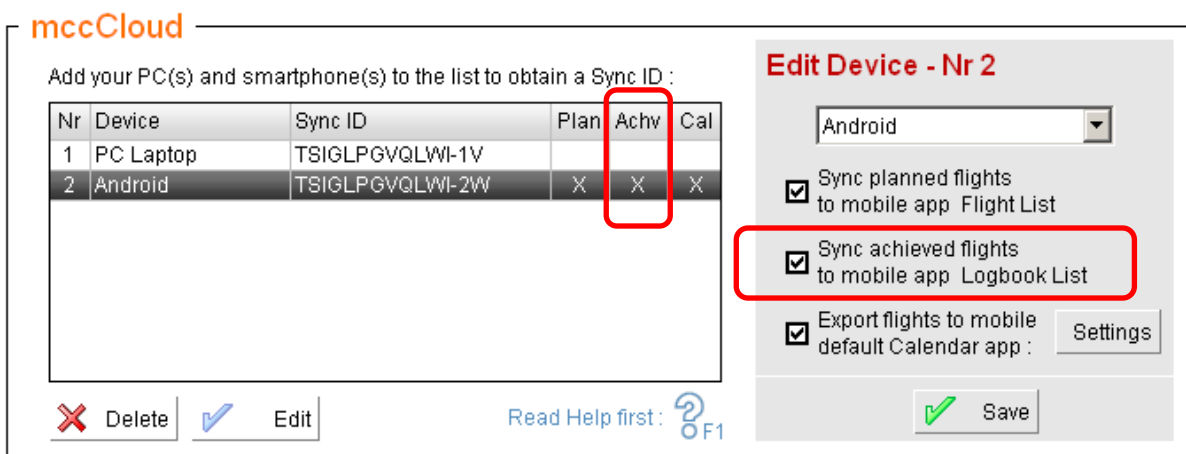 mccCloud
Add your PC(s) and smartphone(s) to the list to obtain a Sync ID :
Nr Device Sync ID Plan Achv Cal
1 PC Laptop TSIGLPGVQLWI-1V
2 Android TSIGLPGVQLWI-2W X X X
Delete Edit Read Help first : F1
Edit Device - Nr 2
Android
Sync planned flights
to mobile app Flight List
Sync achieved flights
to mobile app Logbook List
Export flights to mobile
default Calendar app :
Settings
Save